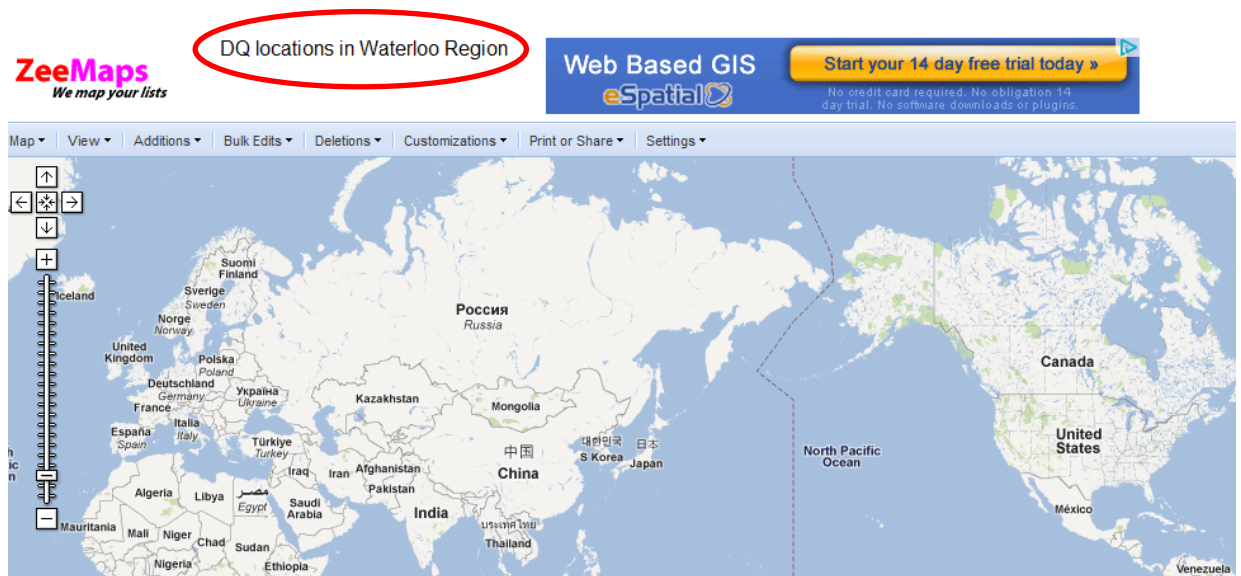 DQ locations in Waterloo Region
ZeeMaps
We map your lists
Web Based GIS
eSpatial
Start your 14 day free trial today »
No credit card required. No obligation 14
day trial. No software downloads or plugins.
Map View Additions Bulk Edits Deletions Customizations Print or Share Settings
Suomi
Finland
Iceland
Sverige
Sweden
Norge
Norway
Россия
Russia
United
Kingdom
Polska
Poland
Deutschland
Germany
Україна
Ukraine
France
Kazakhstan
Mongolia
Italia
Italy
España
Spain
Türkiye
Turkey
中国
China
대한민국
S Korea
日本
Japan
Iraq
Iran
Afghanistan
Pakistan
Algeria
Libya
مصر
Egypt
Saudi
Arabia
India
ประเทศไทย
Thailand
Mauritania
Mali
Niger
Chad
Sudan
Nigeria
Ethiopia
North Pacific
Ocean
Canada
United
States
México
Venezuela